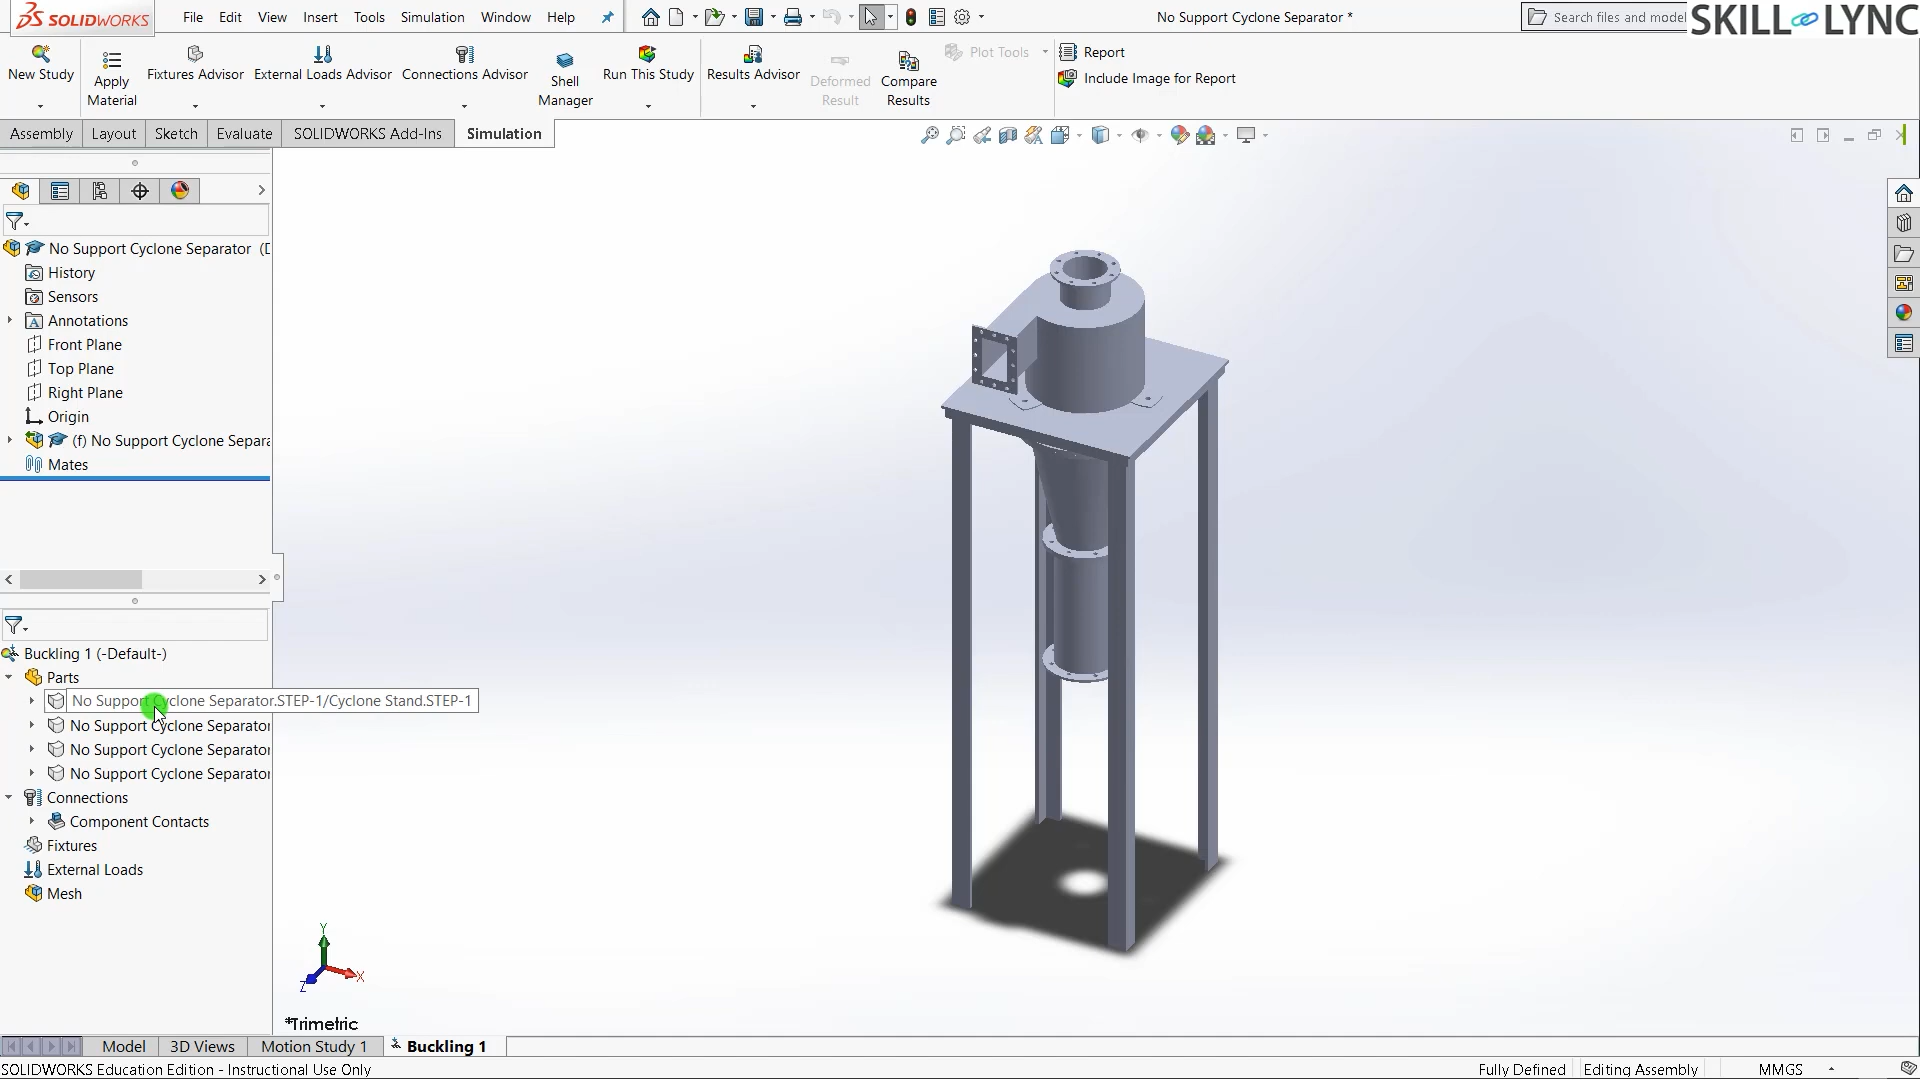 SOLIDWORKS
File Edit View Insert Tools Simulation Window Help
No Support Cyclone Separator *
Search files and model
SKILL LYNC
New Study
Apply
Material
Fixtures Advisor
External Loads Advisor
Connections Advisor
Shell
Manager
Run This Study
Results Advisor
Deformed
Result
Compare
Results
Plot Tools
Report
Include Image for Report
Assembly Layout Sketch Evaluate SOLIDWORKS Add-Ins Simulation
No Support Cyclone Separator (D
History
Sensors
Annotations
Front Plane
Top Plane
Right Plane
Origin
(f) No Support Cyclone Separa
Mates
Buckling 1 (-Default-)
Parts
No Support Cyclone Separator.STEP-1/Cyclone Stand.STEP-1
No Support Cyclone Separator
No Support Cyclone Separator
No Support Cyclone Separator
Connections
Component Contacts
Fixtures
External Loads
Mesh
Y
X
Z
*Trimetric
Model 3D Views Motion Study 1 Buckling 1
SOLIDWORKS Education Edition - Instructional Use Only
Fully Defined Editing Assembly MMGS